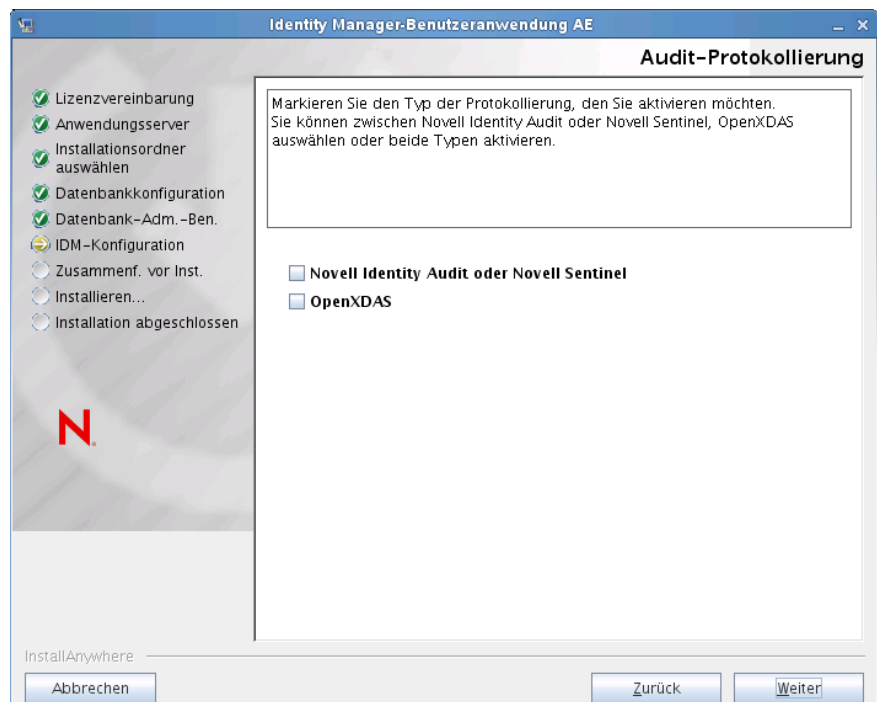 Identity Manager-Benutzeranwendung AE
Audit-Protokollierung
Lizenzvereinbarung
Anwendungsserver
Installationsordner
auswählen
Datenbankkonfiguration
Datenbank-Adm.-Ben.
IDM-Konfiguration
Zusammenf. vor Inst.
Installieren...
Installation abgeschlossen
N.
Markieren Sie den Typ der Protokollierung, den Sie aktivieren möchten.
Sie können zwischen Novell Identity Audit oder Novell Sentinel, OpenXDAS
auswählen oder beide Typen aktivieren.
Novell Identity Audit oder Novell Sentinel
OpenXDAS
InstallAnywhere
Abbrechen
Zurück
Weiter